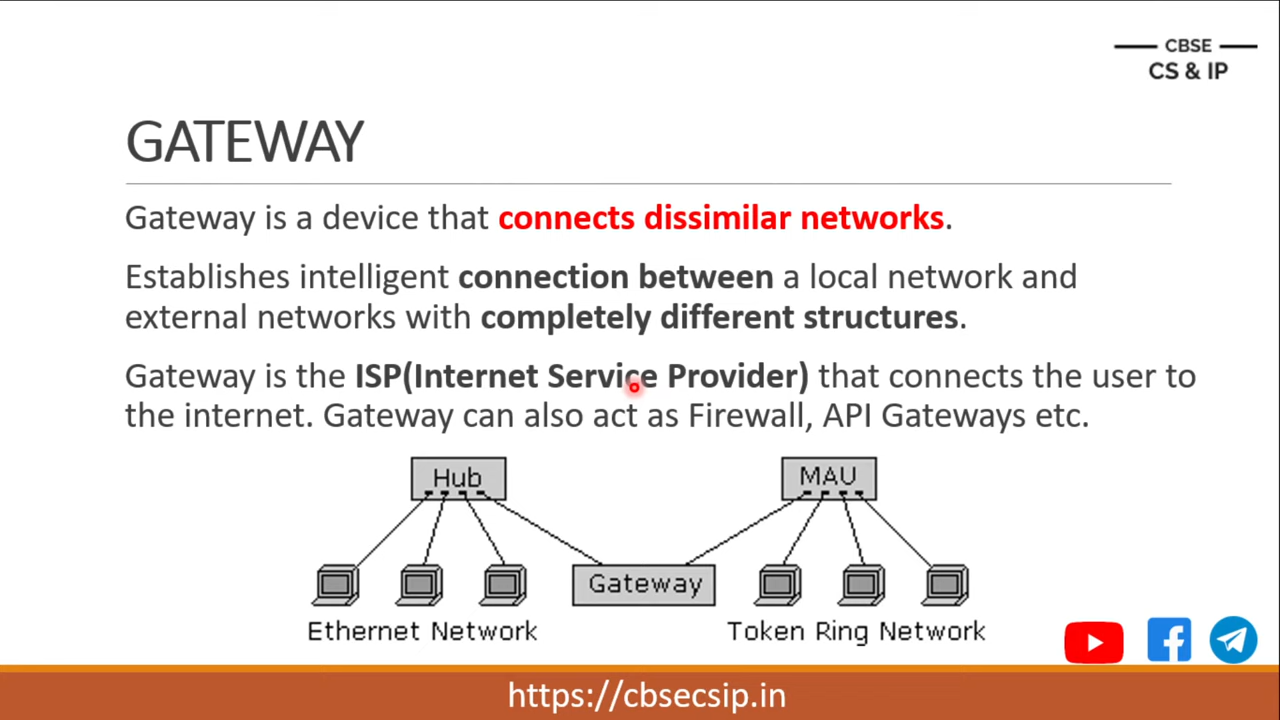 CBSE
CS & IP
GATEWAY
Gateway is a device that connects dissimilar networks.
Establishes intelligent connection between a local network and
external networks with completely different structures.
Gateway is the ISP(Internet Service Provider) that connects the user to
the internet. Gateway can also act as Firewall, API Gateways etc.
Hub
MAU
Gateway
Ethernet Network
Token Ring Network
https://cbsecsip.in